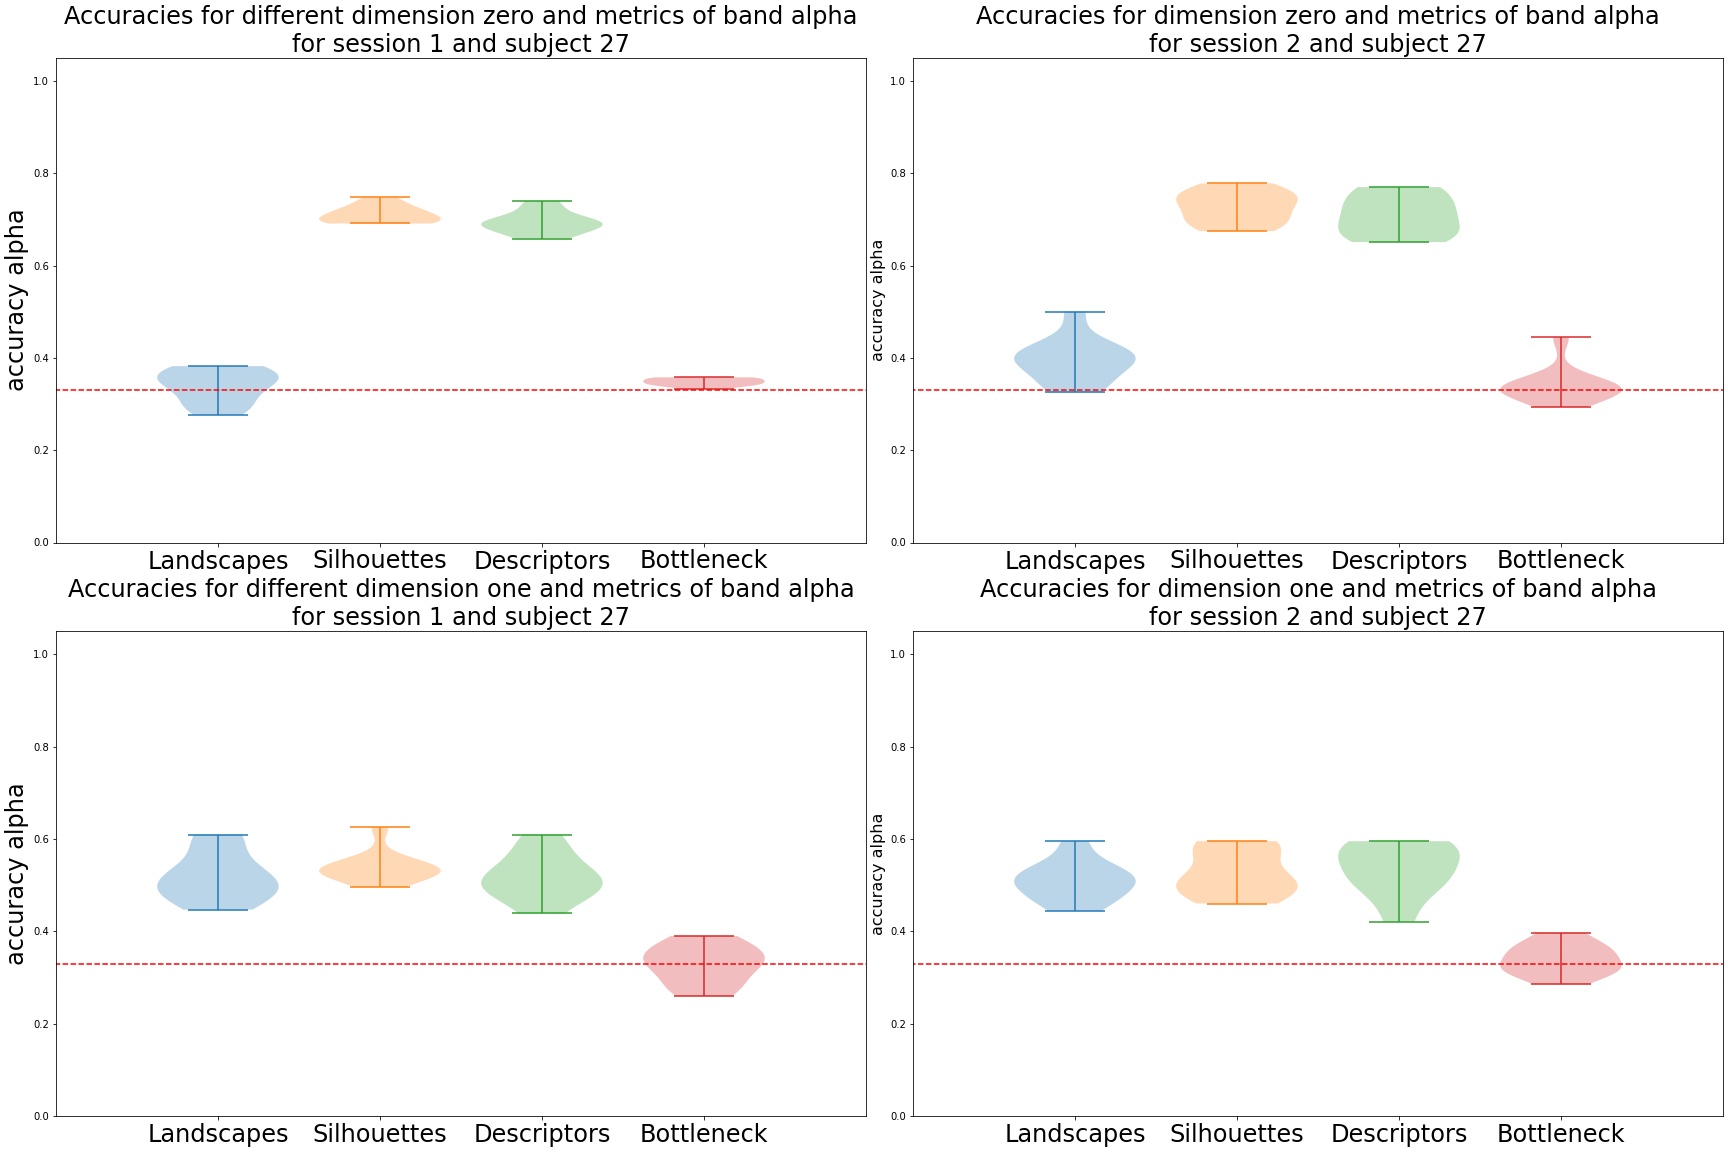 Accuracies for different dimension zero and metrics of band alpha
for session 1 and subject 27
accuracy alpha
1.0
0.8
0.6
0.4
0.2
0.0
Landscapes Silhouettes Descriptors Bottleneck
Accuracies for dimension zero and metrics of band alpha
for session 2 and subject 27
accuracy alpha
1.0
0.8
0.6
0.4
0.2
0.0
Landscapes Silhouettes Descriptors Bottleneck
Accuracies for different dimension one and metrics of band alpha
for session 1 and subject 27
accuracy alpha
1.0
0.8
0.6
0.4
0.2
0.0
Landscapes Silhouettes Descriptors Bottleneck
Accuracies for dimension one and metrics of band alpha
for session 2 and subject 27
accuracy alpha
1.0
0.8
0.6
0.4
0.2
0.0
Landscapes Silhouettes Descriptors Bottleneck